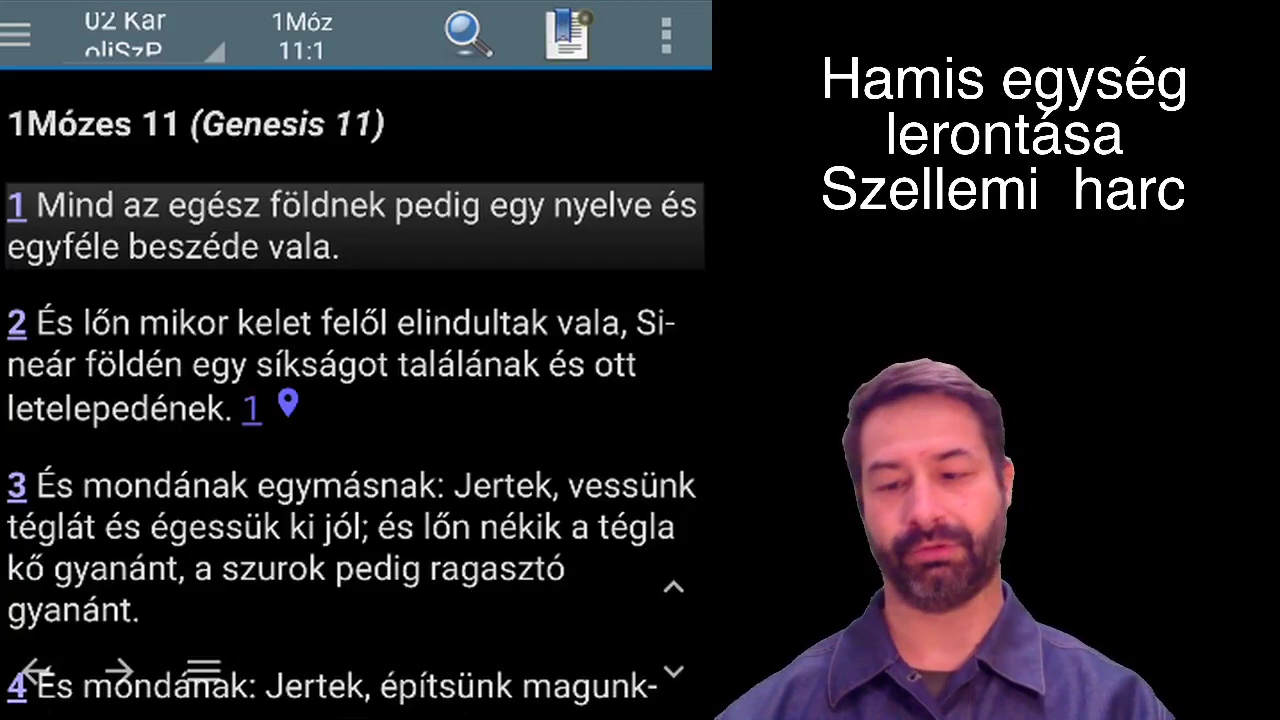 02 Kar
oliSzP
1Móz
11:1
1Mózes 11 (Genesis 11)
1 Mind az egész földnek pedig egy nyelve és
egyféle beszéde vala.
2 És lőn mikor kelet felől elindultak vala, Si-
neár földén egy síkságot találának és ott
letelepedének. 1
3 És mondának egymásnak: Jertek, vessünk
téglát és égessük ki jól; és lőn nékik a tégla
kő gyanánt, a szurok pedig ragasztó
gyanánt.
4 És mondának: Jertek, építsünk magunk-
Hamis egység
lerontása
Szellemi harc